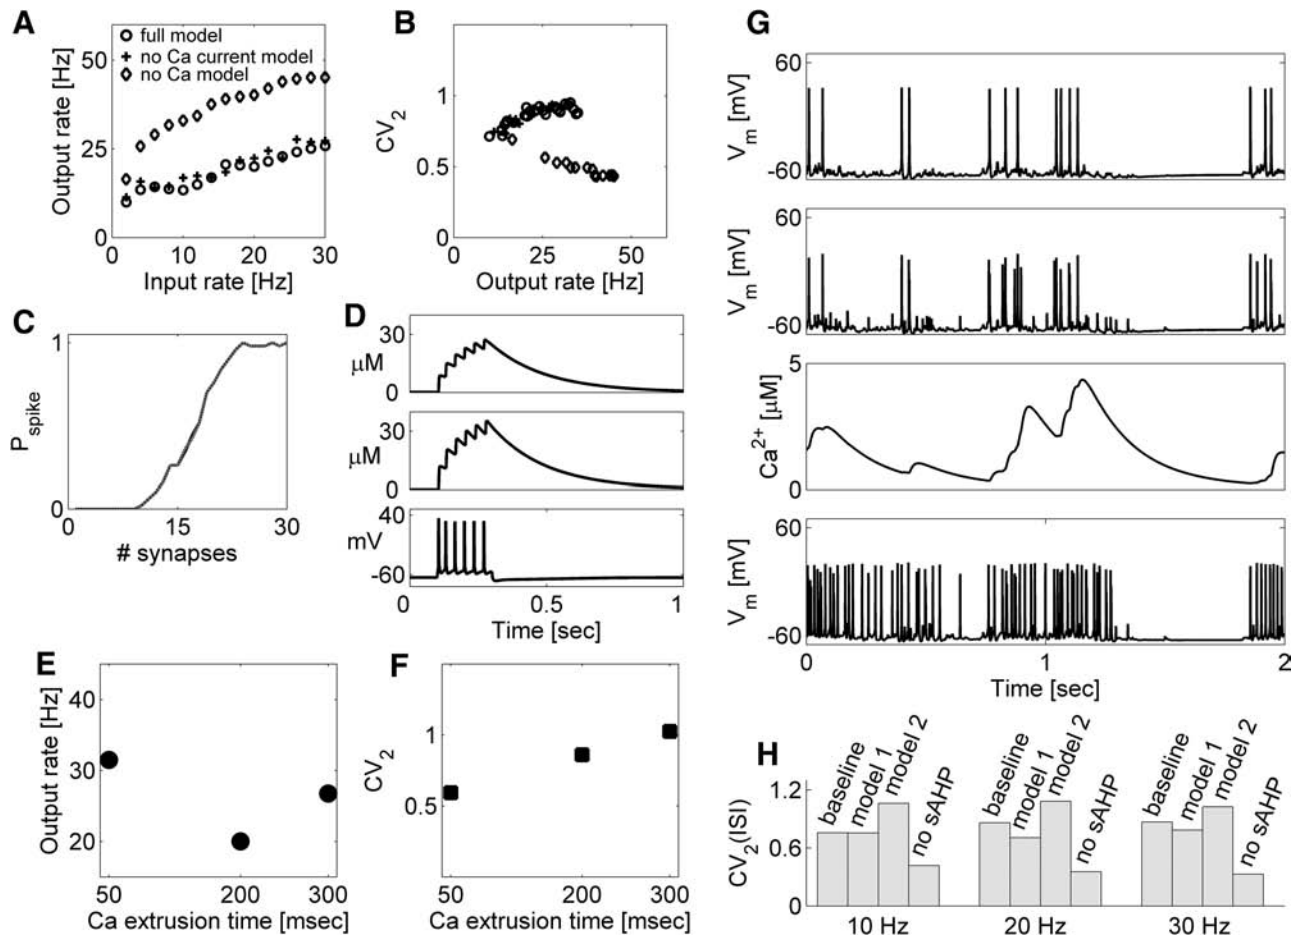 A
full model
no Ca current model
no Ca model
Output rate [Hz]
50
25
0
0
10
20
30
Input rate [Hz]
B
CV2
1
0.5
0
25
50
Output rate [Hz]
C
Pspike
1
0
0
15
30
# synapses
D
30
μM
0
30
μM
0
40
mV
-60
0
0.5
1
Time [sec]
E
Output rate [Hz]
40
30
20
50
200
300
Ca extrusion time [msec]
F
CV2
1
0.5
50
200
300
Ca extrusion time [msec]
G
60
Vm [mV]
-60
60
Vm [mV]
-60
5
Ca2+ [μM]
0
60
Vm [mV]
-60
0
1
2
Time [sec]
H
CV2(ISI)
1.2
0.6
0
baseline
model 1
model 2
no sAHP
baseline
model 1
model 2
no sAHP
baseline
model 1
model 2
no sAHP
10 Hz
20 Hz
30 Hz